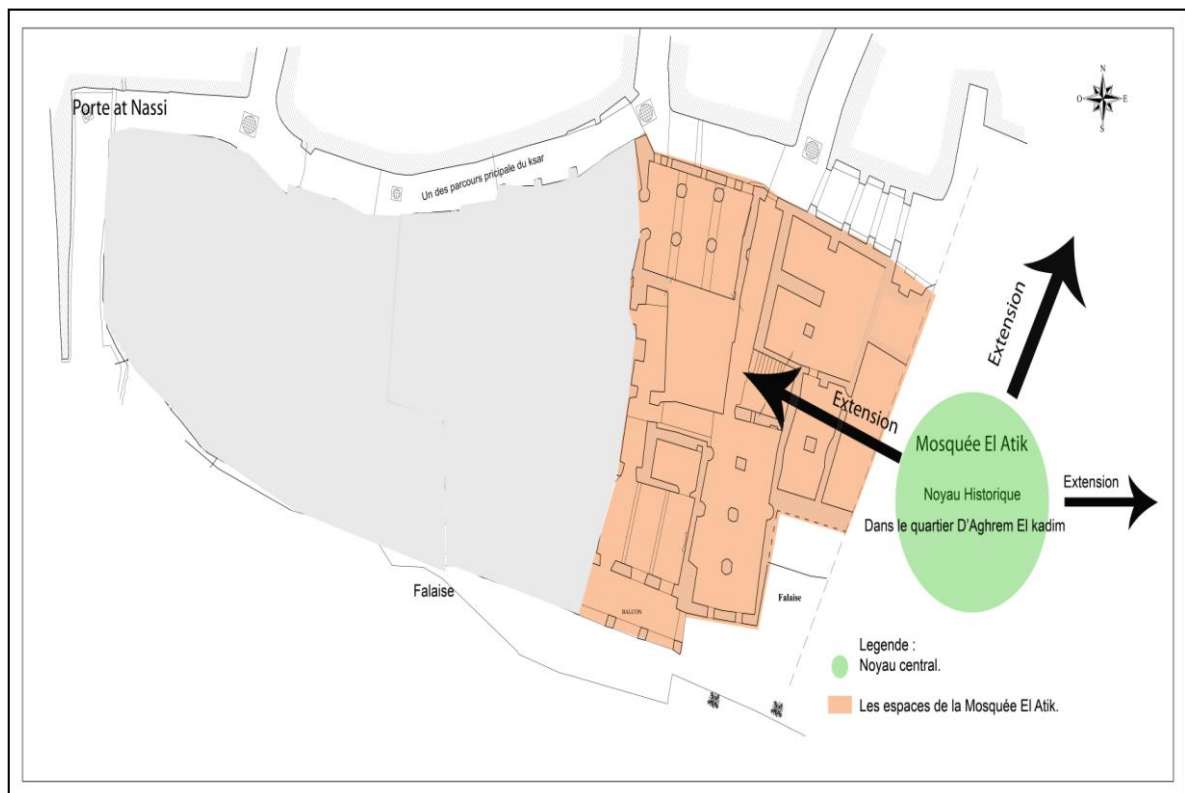 Porte at Nassi
N
O
E
S
Un des parcours pricipale du ksar
Extension
Extension
Mosquée El Atik
Noyau Historique
Dans le quartier D'Aghrem El kadim
Extension
Falaise
BALCON
Falaise
Legende :
Noyau central.
Les espaces de la Mosquée El Atik.